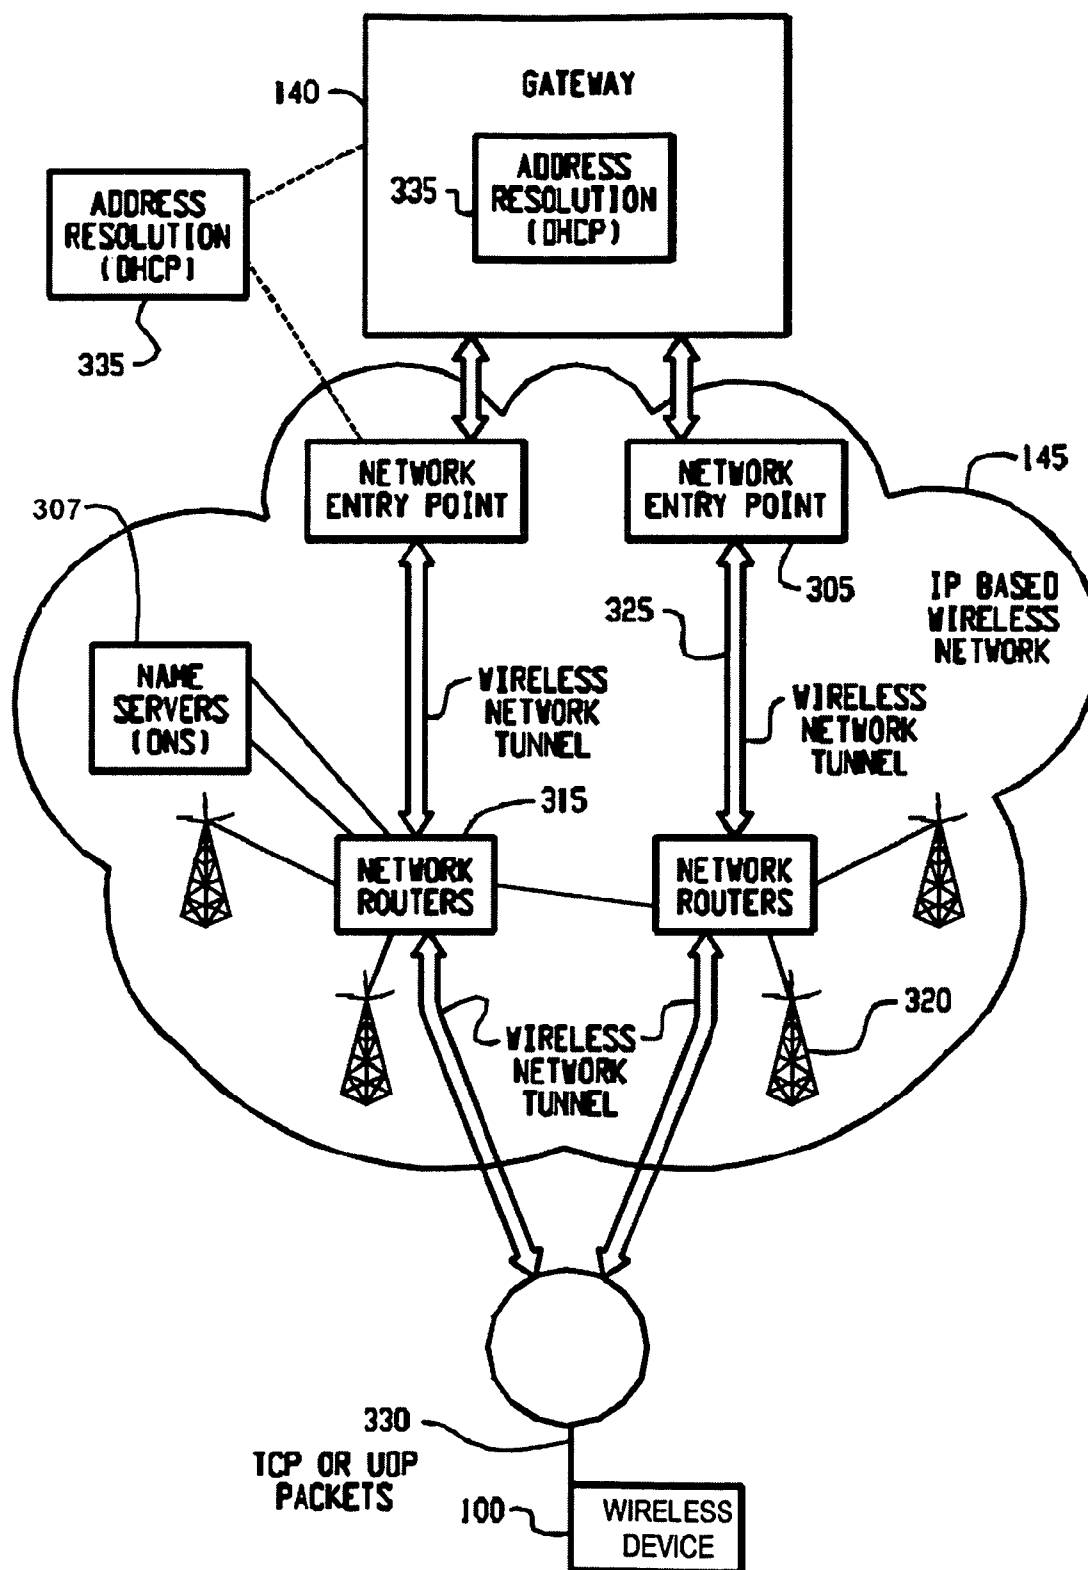 GATEWAY
140
ADDRESS
RESOLUTION
(DHCP)
335
ADDRESS
RESOLUTION
(DHCP)
335
NETWORK
ENTRY POINT
NETWORK
ENTRY POINT
145
307
305
325
IP BASED
WIRELESS
NETWORK
NAME
SERVERS
(DNS)
WIRELESS
NETWORK
TUNNEL
WIRELESS
NETWORK
TUNNEL
315
NETWORK
ROUTERS
NETWORK
ROUTERS
320
WIRELESS
NETWORK
TUNNEL
330
TCP OR UDP
PACKETS
100
WIRELESS
DEVICE